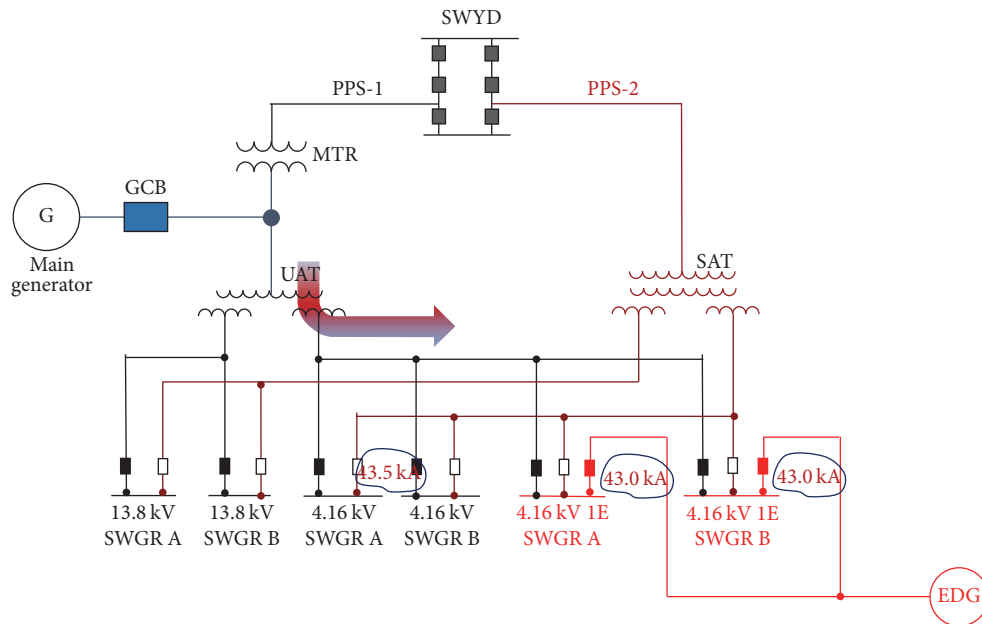 SWYD
PPS-1
PPS-2
MTR
GCB
G
Main
generator
UAT
SAT
43.5 kA
43.0 kA
43.0 kA
13.8 kV
SWGR A
13.8 kV
SWGR B
4.16 kV
SWGR A
4.16 kV
SWGR B
4.16 kV 1E
SWGR A
4.16 kV 1E
SWGR B
EDG